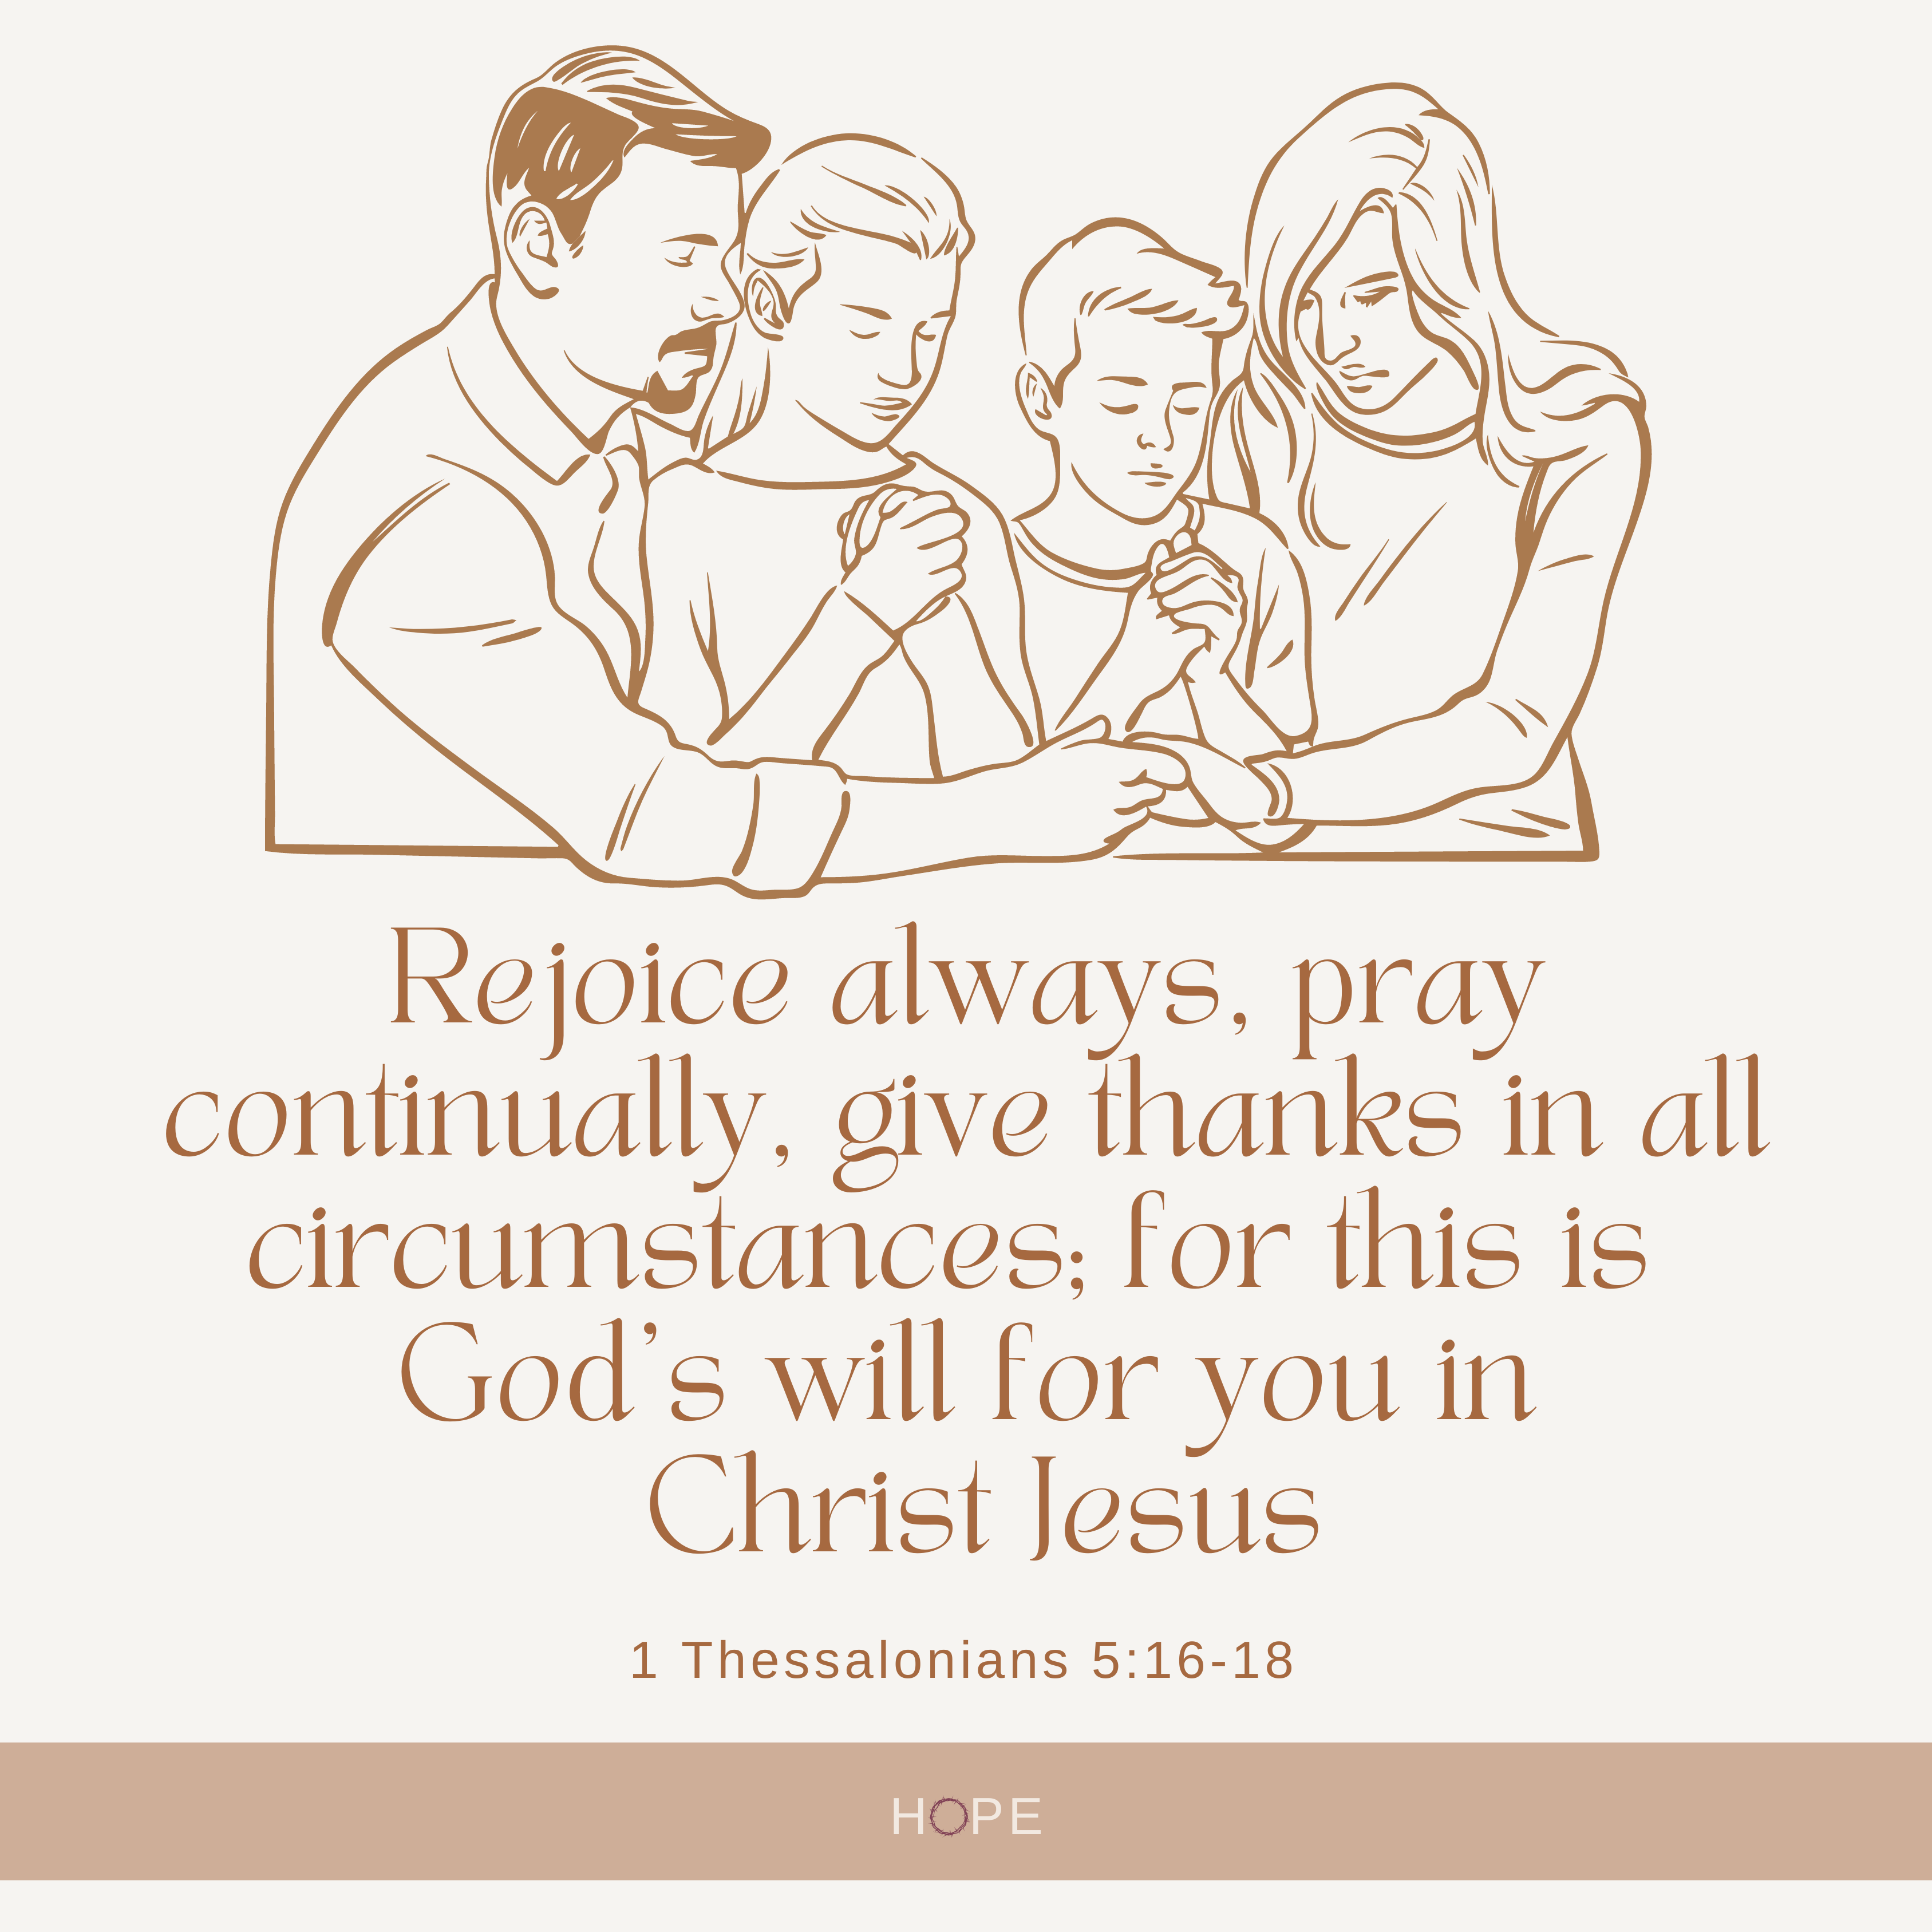 Rejoice always, pray
continually, give thanks in all
circumstances; for this is
God's will for you in
Christ Jesus
1 Thessalonians 5:16-18
HOPE